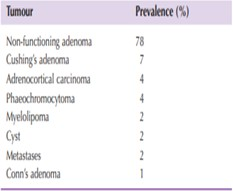 Tumour Prevalence (%)
Non-functioning adenoma 78
Cushing's adenoma 7
Adrenocortical carcinoma 4
Phaeochromocytoma 4
Myelolipoma 2
Cyst 2
Metastases 2
Conn's adenoma 1